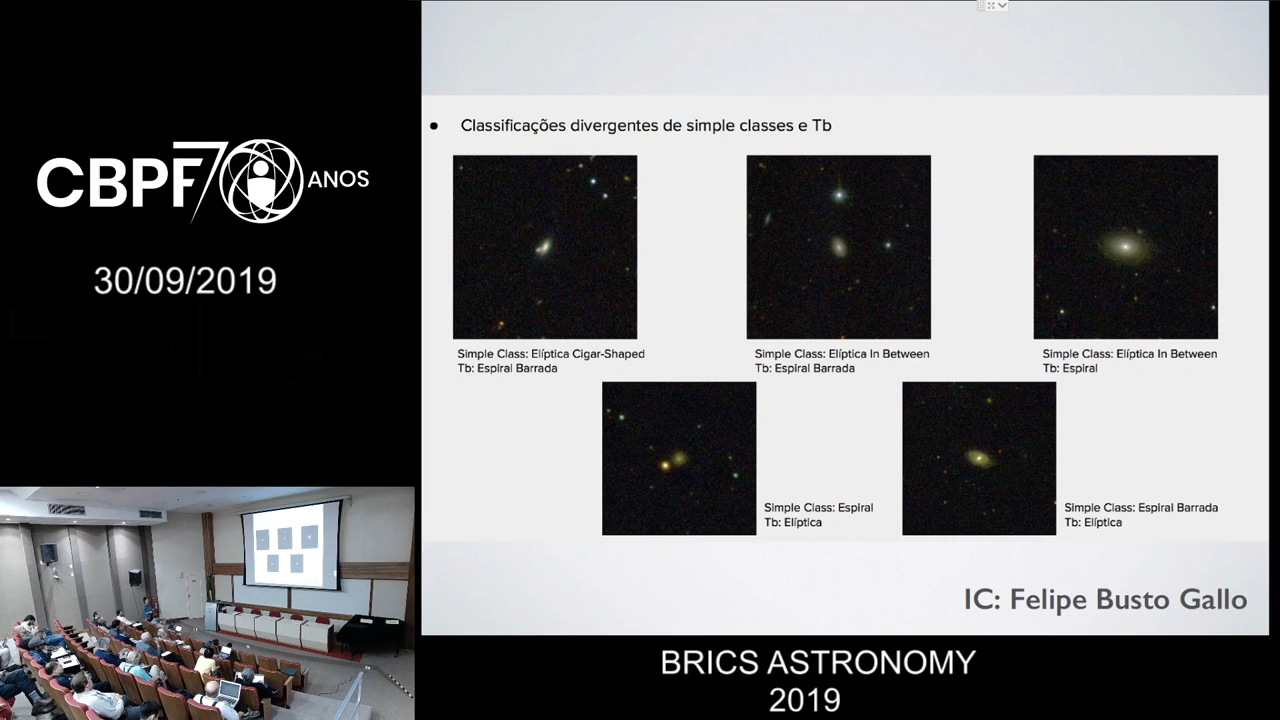 CBPF 70 ANOS
30/09/2019
Classificações divergentes de simple classes e Tb
Simple Class: Elíptica Cigar-Shaped
Tb: Espiral Barrada
Simple Class: Elíptica In Between
Tb: Espiral Barrada
Simple Class: Elíptica In Between
Tb: Espiral
Simple Class: Espiral
Tb: Elíptica
Simple Class: Espiral Barrada
Tb: Elíptica
IC: Felipe Busto Gallo
BRICS ASTRONOMY
2019